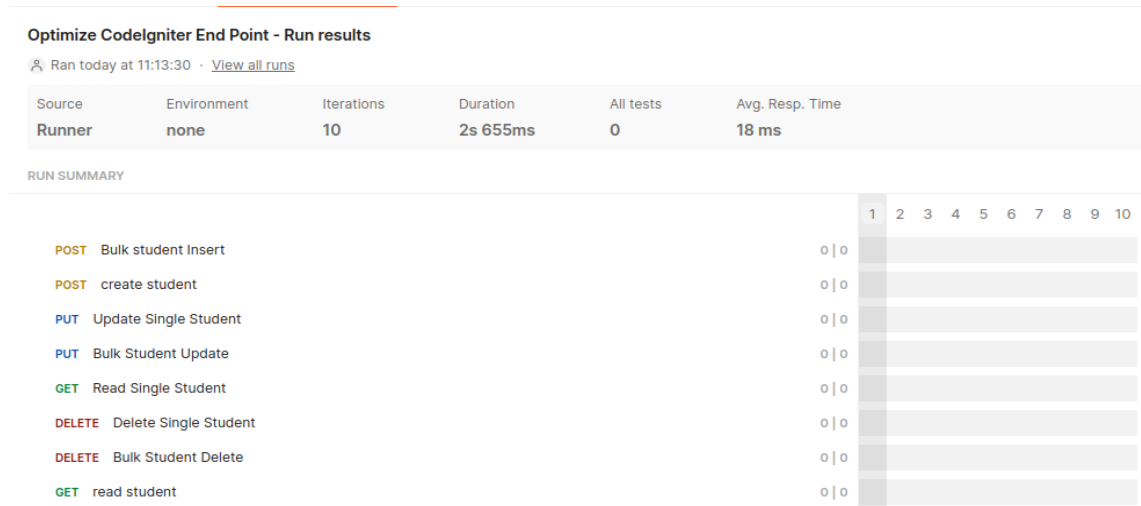 Optimize CodeIgniter End Point - Run results
Ran today at 11:13:30 · View all runs
Source Environment Iterations Duration All tests Avg. Resp. Time
Runner none 10 2s 655ms 0 18 ms
RUN SUMMARY
1 2 3 4 5 6 7 8 9 10
POST Bulk student Insert 0 | 0
POST create student 0 | 0
PUT Update Single Student 0 | 0
PUT Bulk Student Update 0 | 0
GET Read Single Student 0 | 0
DELETE Delete Single Student 0 | 0
DELETE Bulk Student Delete 0 | 0
GET read student 0 | 0